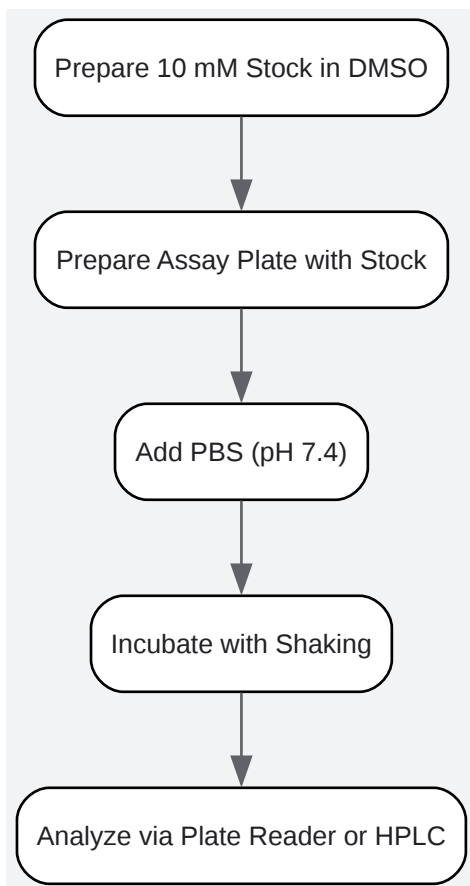 Prepare 10 mM Stock in DMSO
Prepare Assay Plate with Stock
Add PBS (pH 7.4)
Incubate with Shaking
Analyze via Plate Reader or HPLC